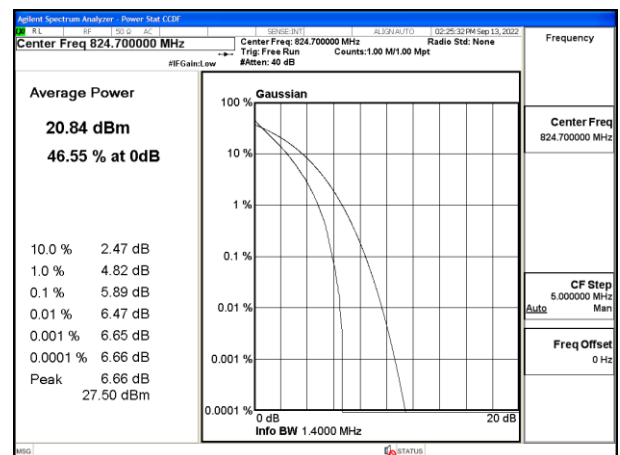 Agilent Spectrum Analyzer - Power Stat CCDF
RL RF 50 Ω AC SENSE:INT ALIGN AUTO 02:25:32 PM Sep 13, 2022
Center Freq 824.700000 MHz
Center Freq: 824.700000 MHz Radio Std: None
Trig: Free Run Counts:1.00 M/1.00 Mpt
#IFGain:Low #Atten: 40 dB
Frequency
Average Power
20.84 dBm
46.55 % at 0dB
10.0 % 2.47 dB
1.0 % 4.82 dB
0.1 % 5.89 dB
0.01 % 6.47 dB
0.001 % 6.65 dB
0.0001 % 6.66 dB
Peak 6.66 dB
27.50 dBm
Gaussian
100 %
10 %
1 %
0.1 %
0.01 %
0.001 %
0.0001 %
0 dB 20 dB
Info BW 1.4000 MHz
Center Freq
824.700000 MHz
CF Step
5.000000 MHz
Auto Man
Freq Offset
0 Hz
MSG STATUS